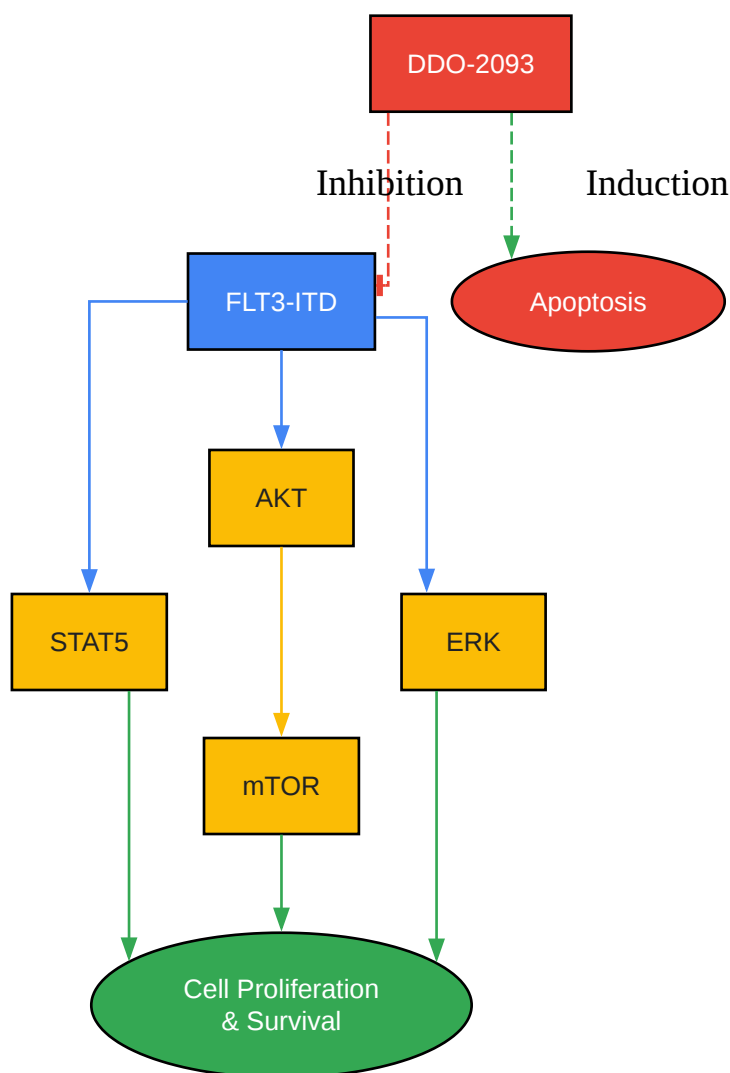 DDO-2093
Inhibition
Induction
FLT3-ITD
Apoptosis
AKT
STAT5
ERK
mTOR
Cell Proliferation
& Survival